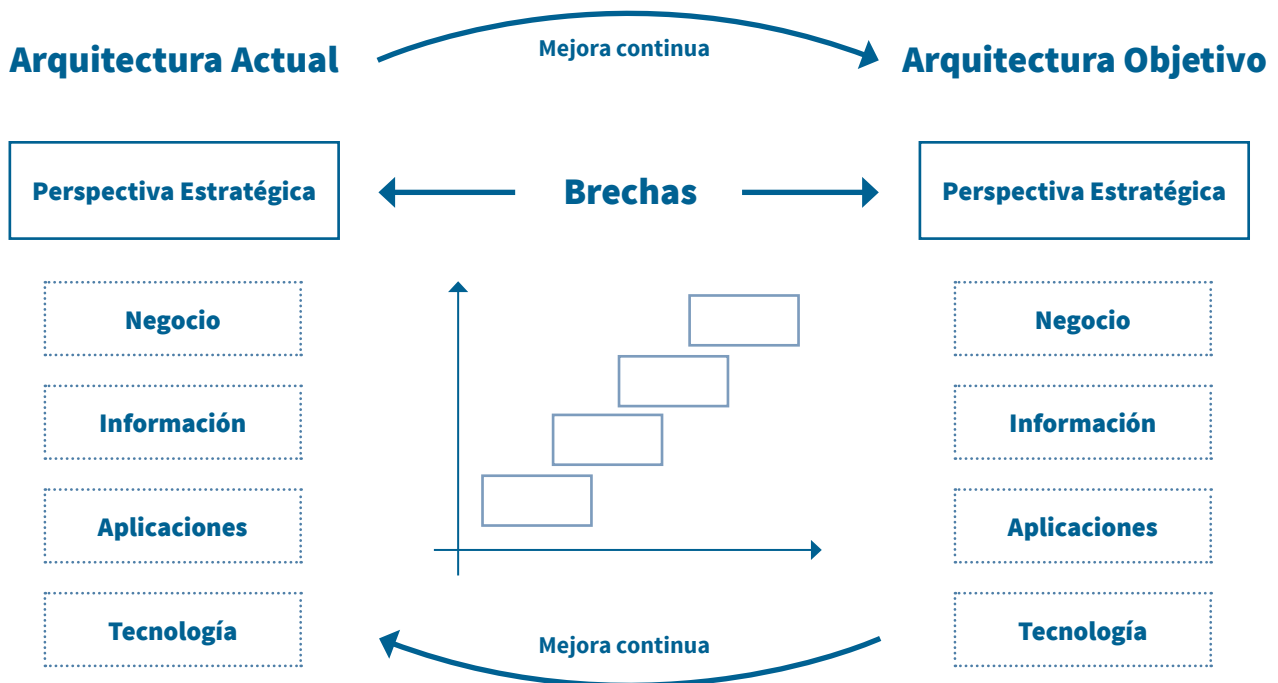 Mejora continua
Arquitectura Actual
Arquitectura Objetivo
Perspectiva Estratégica
Brechas
Perspectiva Estratégica
Negocio
Información
Aplicaciones
Tecnología
Negocio
Información
Aplicaciones
Tecnología
Mejora continua